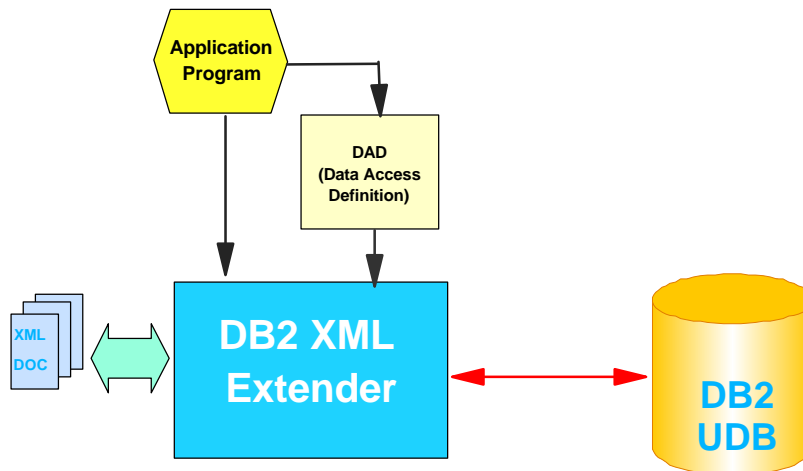 Application
Program
DAD
(Data Access
Definition)
XML
DOC
DB2 XML
Extender
DB2
UDB